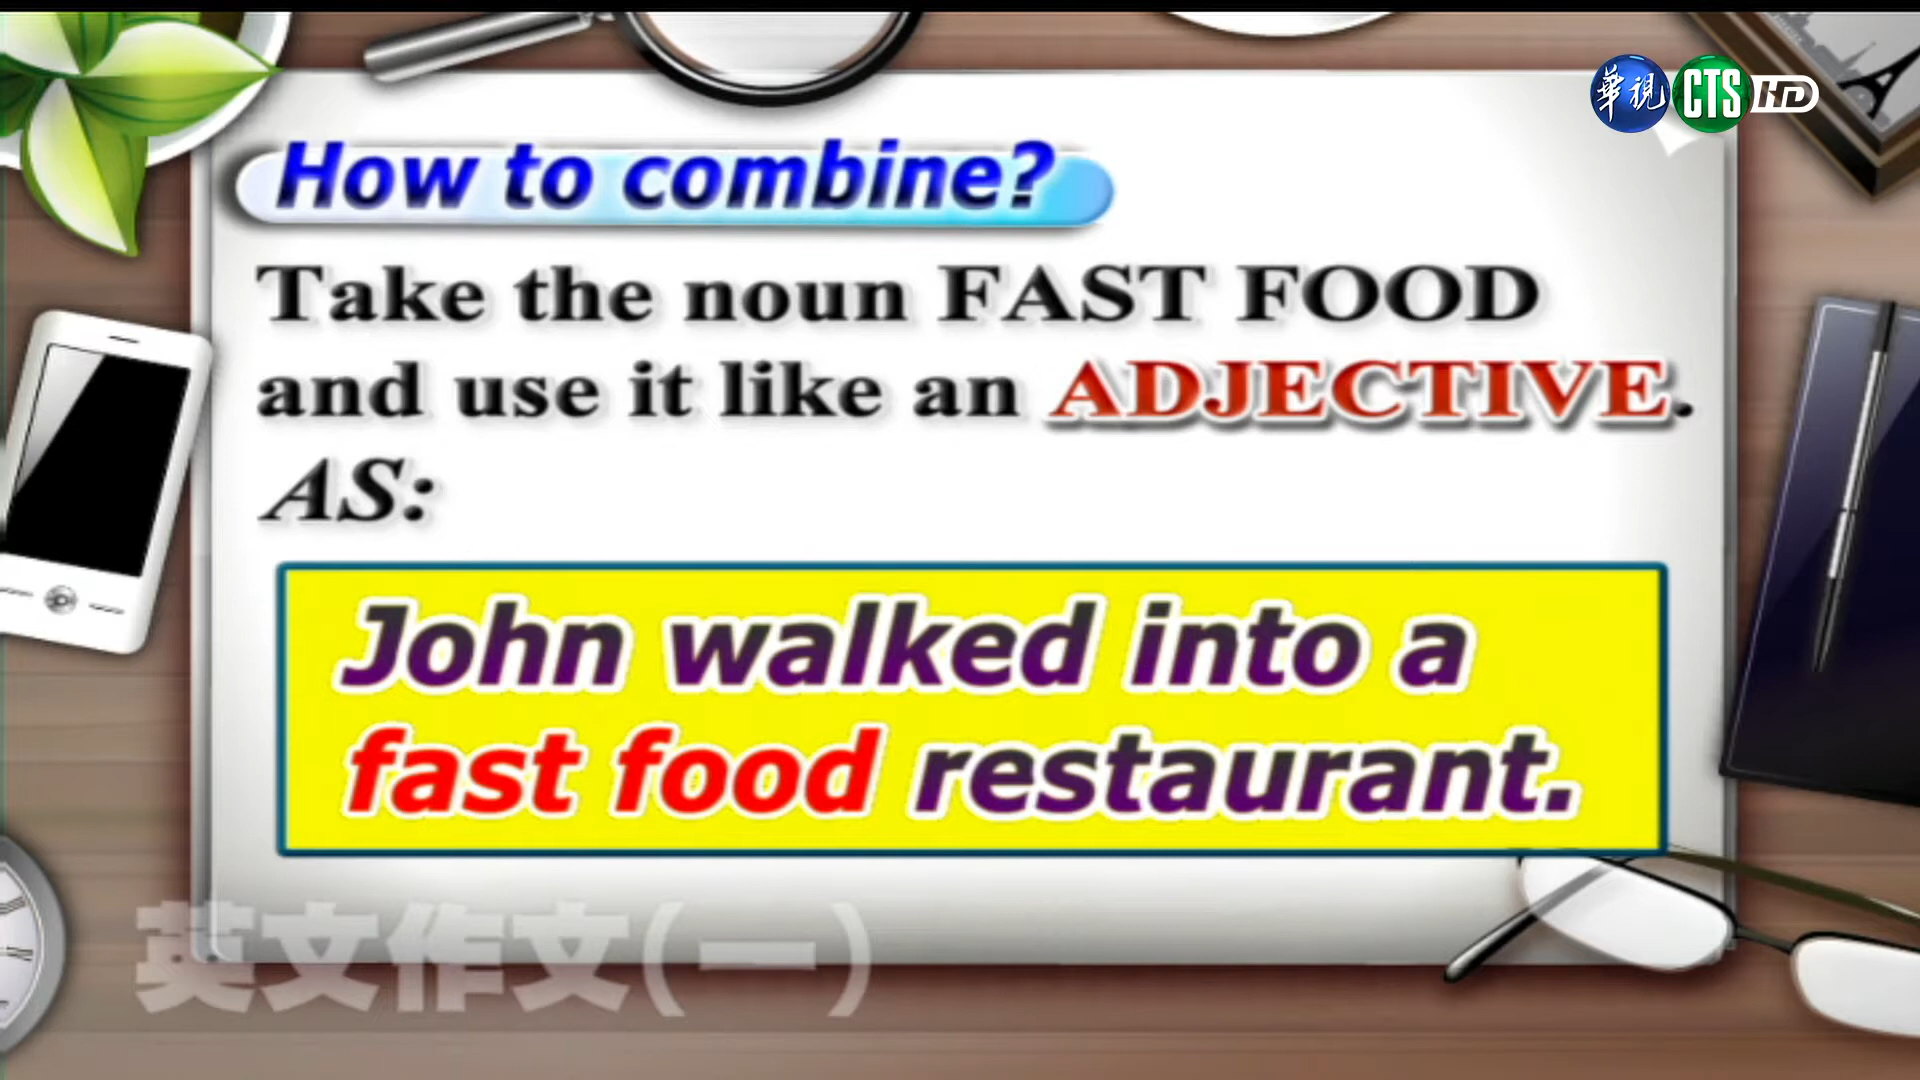 華視 CTS HD
How to combine?
Take the noun FAST FOOD
and use it like an ADJECTIVE.
AS:
John walked into a
fast food restaurant.
英文作文(一)